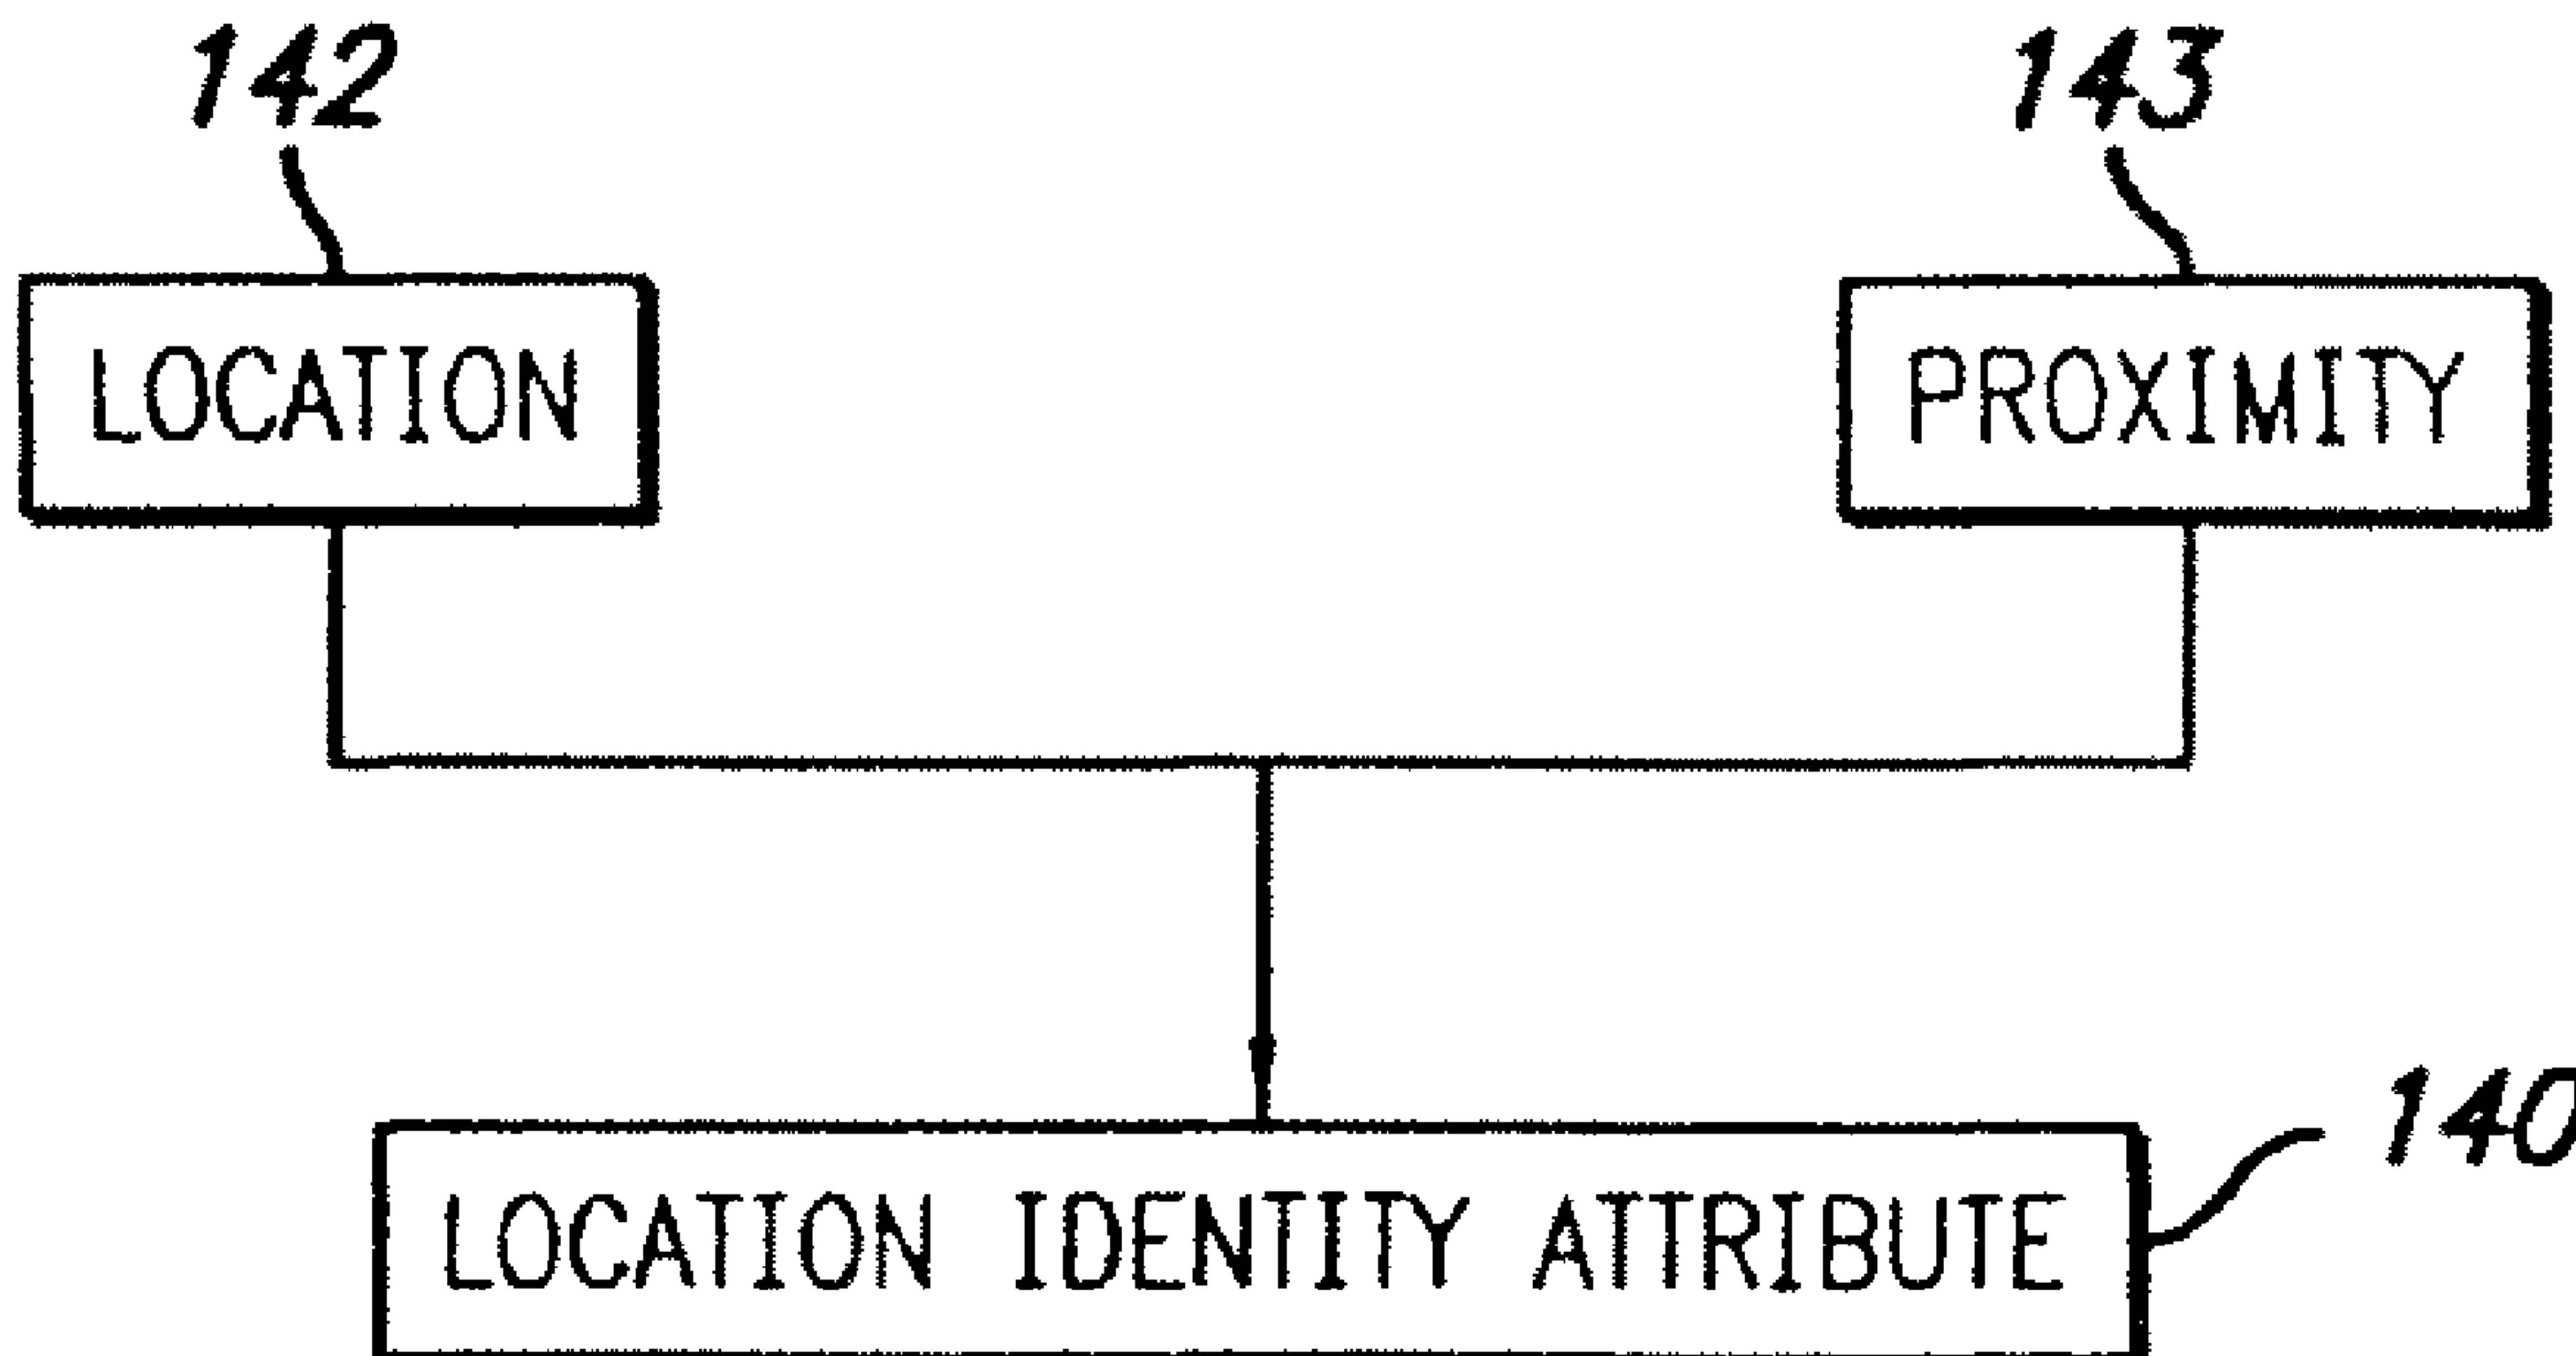 142
143
LOCATION
PROXIMITY
140
LOCATION IDENTITY ATTRIBUTE